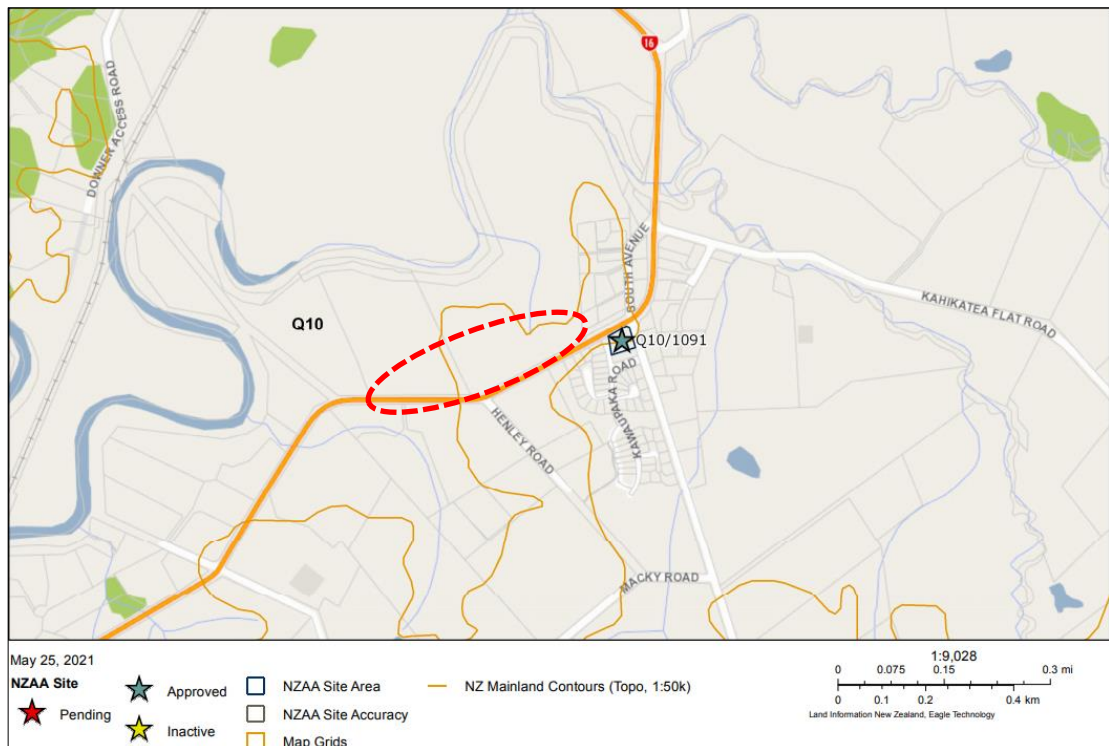 16
DOWNER ACCESS ROAD
SOUTH AVENUE
KAHIKATEA FLAT ROAD
Q10
Q10/1091
KAWAUPAKA ROAD
HENLEY ROAD
MACKY ROAD
May 25, 2021
NZAA Site
Pending
Approved
Inactive
NZAA Site Area
NZAA Site Accuracy
Map Grids
NZ Mainland Contours (Topo, 1:50k)
1:9,028
0 0.075 0.15 0.3 mi
0 0.1 0.2 0.4 km
Land Information New Zealand, Eagle Technology